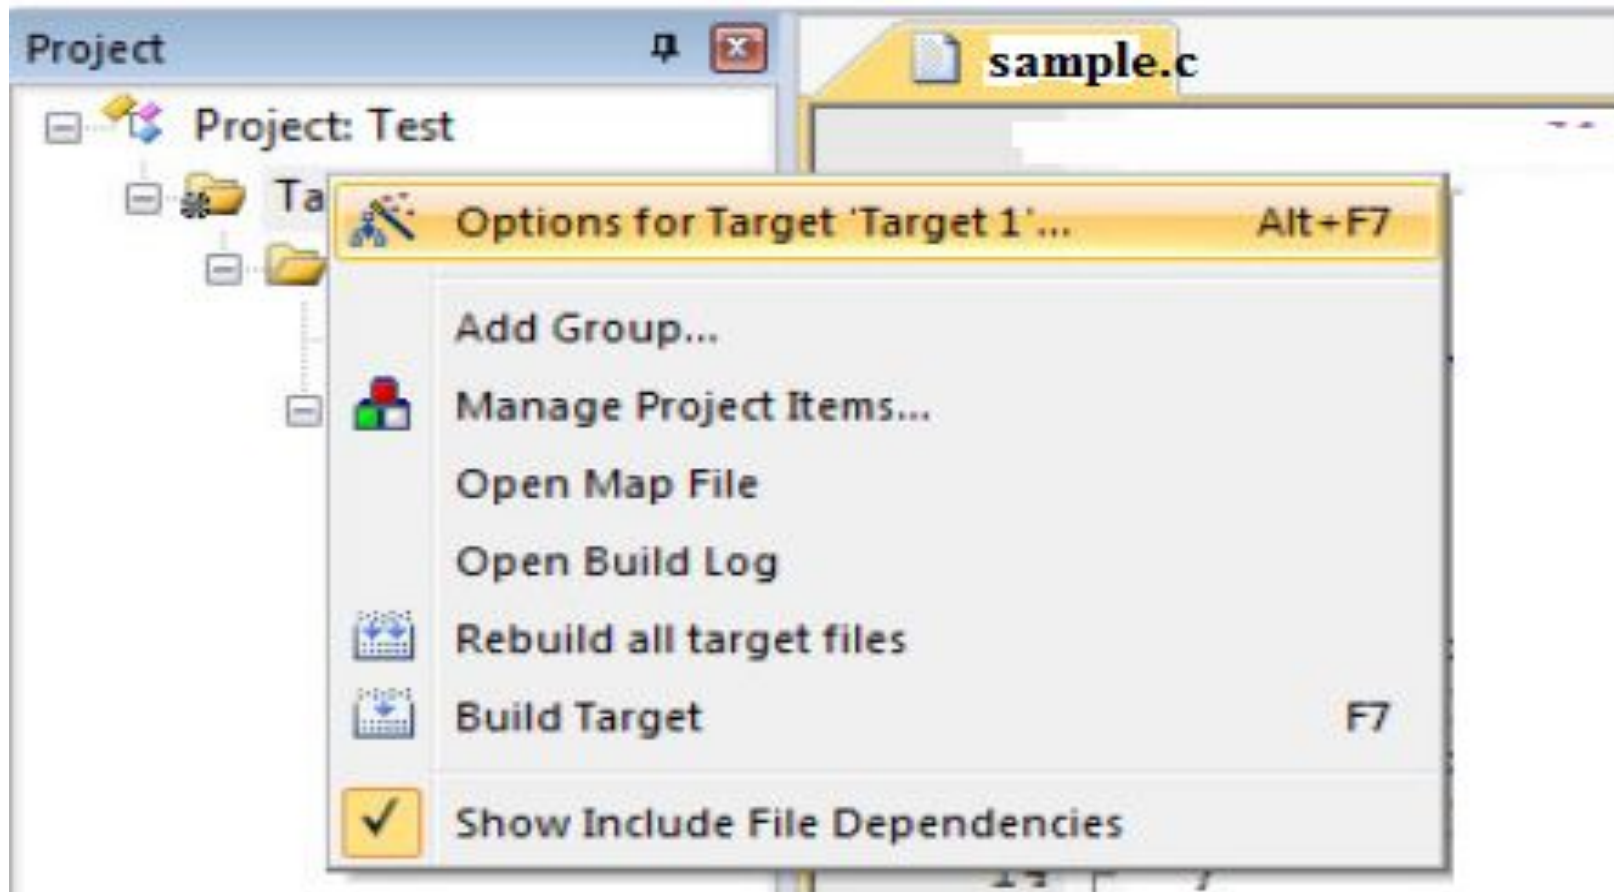 Project
sample.c
Project: Test
Ta
Options for Target 'Target 1'... Alt+F7
Add Group...
Manage Project Items...
Open Map File
Open Build Log
Rebuild all target files
Build Target F7
Show Include File Dependencies